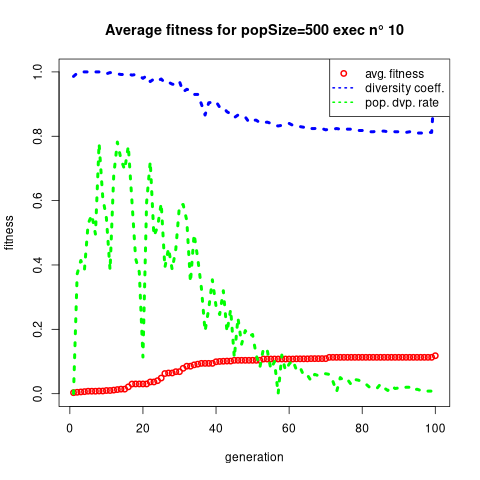 Average fitness for popSize=500 exec n° 10
avg. fitness
diversity coeff.
pop. dvp. rate
fitness
1.0
0.8
0.6
0.4
0.2
0.0
0 20 40 60 80 100
generation